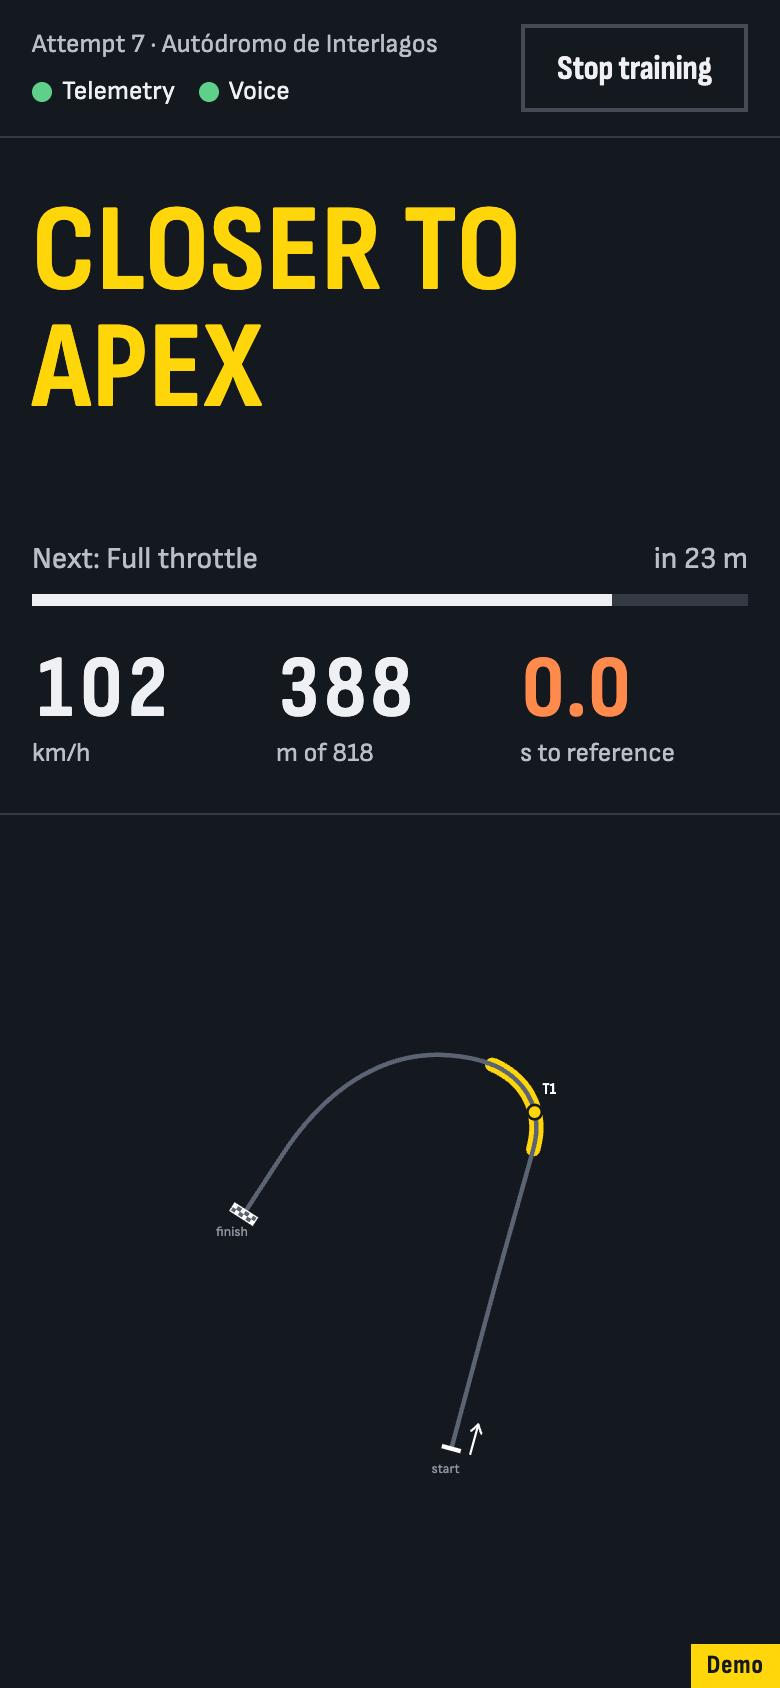 Attempt 7 · Autódromo de Interlagos
Telemetry Voice
Stop training
CLOSER TO
APEX
Next: Full throttle in 23 m
102 388 0.0
km/h m of 818 s to reference
T1
finish
start
Demo